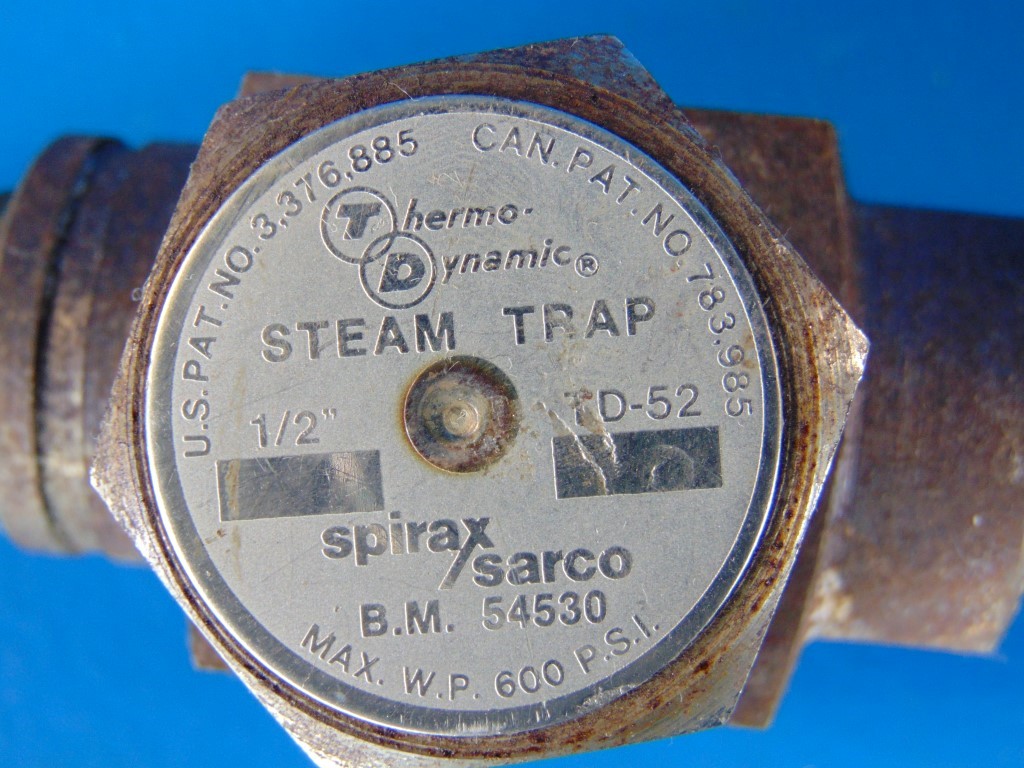 U.S.PAT.NO.3,376,885
CAN.PAT.NO.783,985
Thermo-
Dynamic®
STEAM TRAP
1/2" TD-52
spirax
sarco
B.M. 54530
MAX. W.P. 600 P.S.I.